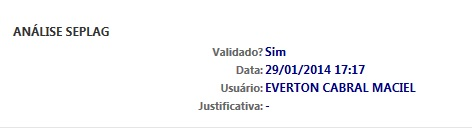 ANÁLISE SEPLAG
Validado? Sim
Data: 29/01/2014 17:17
Usuário: EVERTON CABRAL MACIEL
Justificativa: -